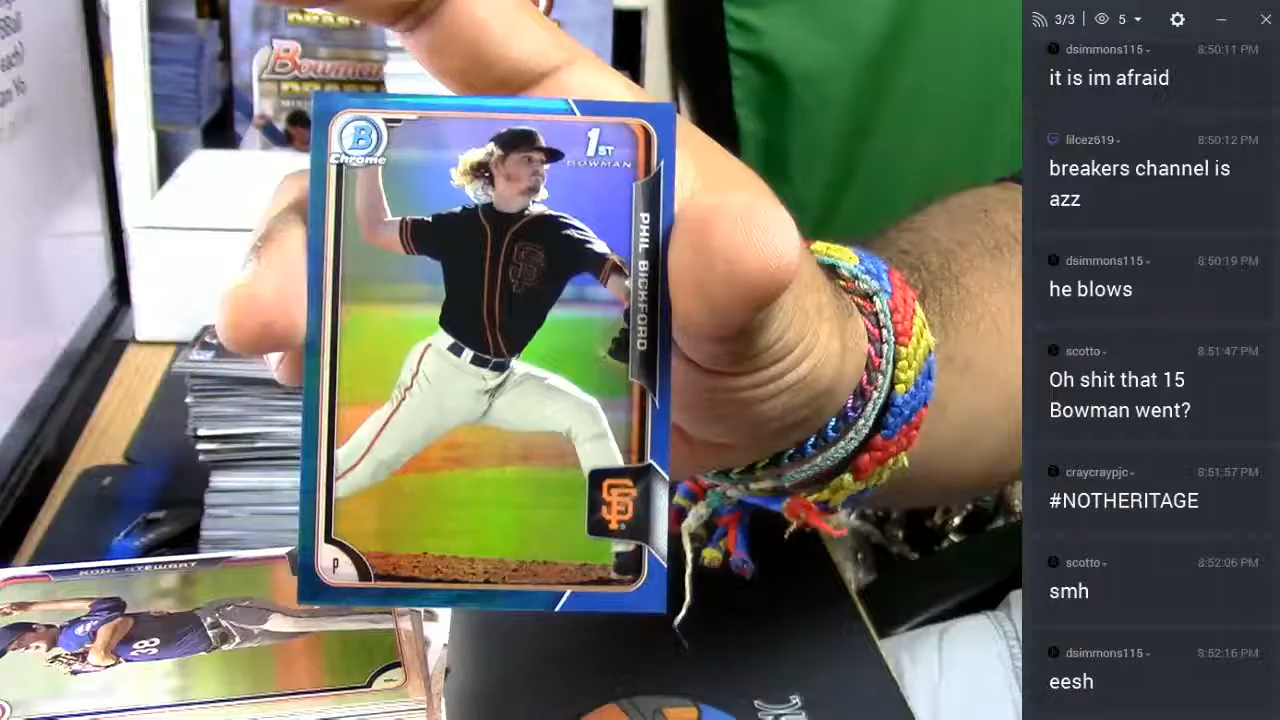 Bowman
DRAFT
B
Chrome
1ST
BOWMAN
PHIL BICKFORD
SF
P
KOHL STEWART
38
each)
3/3
5
dsimmons115
8:50:11 PM
it is im afraid
lilcez619
8:50:12 PM
breakers channel is
azz
dsimmons115
8:50:19 PM
he blows
scotto
8:51:47 PM
Oh shit that 15
Bowman went?
craycraypjc
8:51:57 PM
#NOTHERITAGE
scotto
8:52:06 PM
smh
dsimmons115
8:52:16 PM
eesh